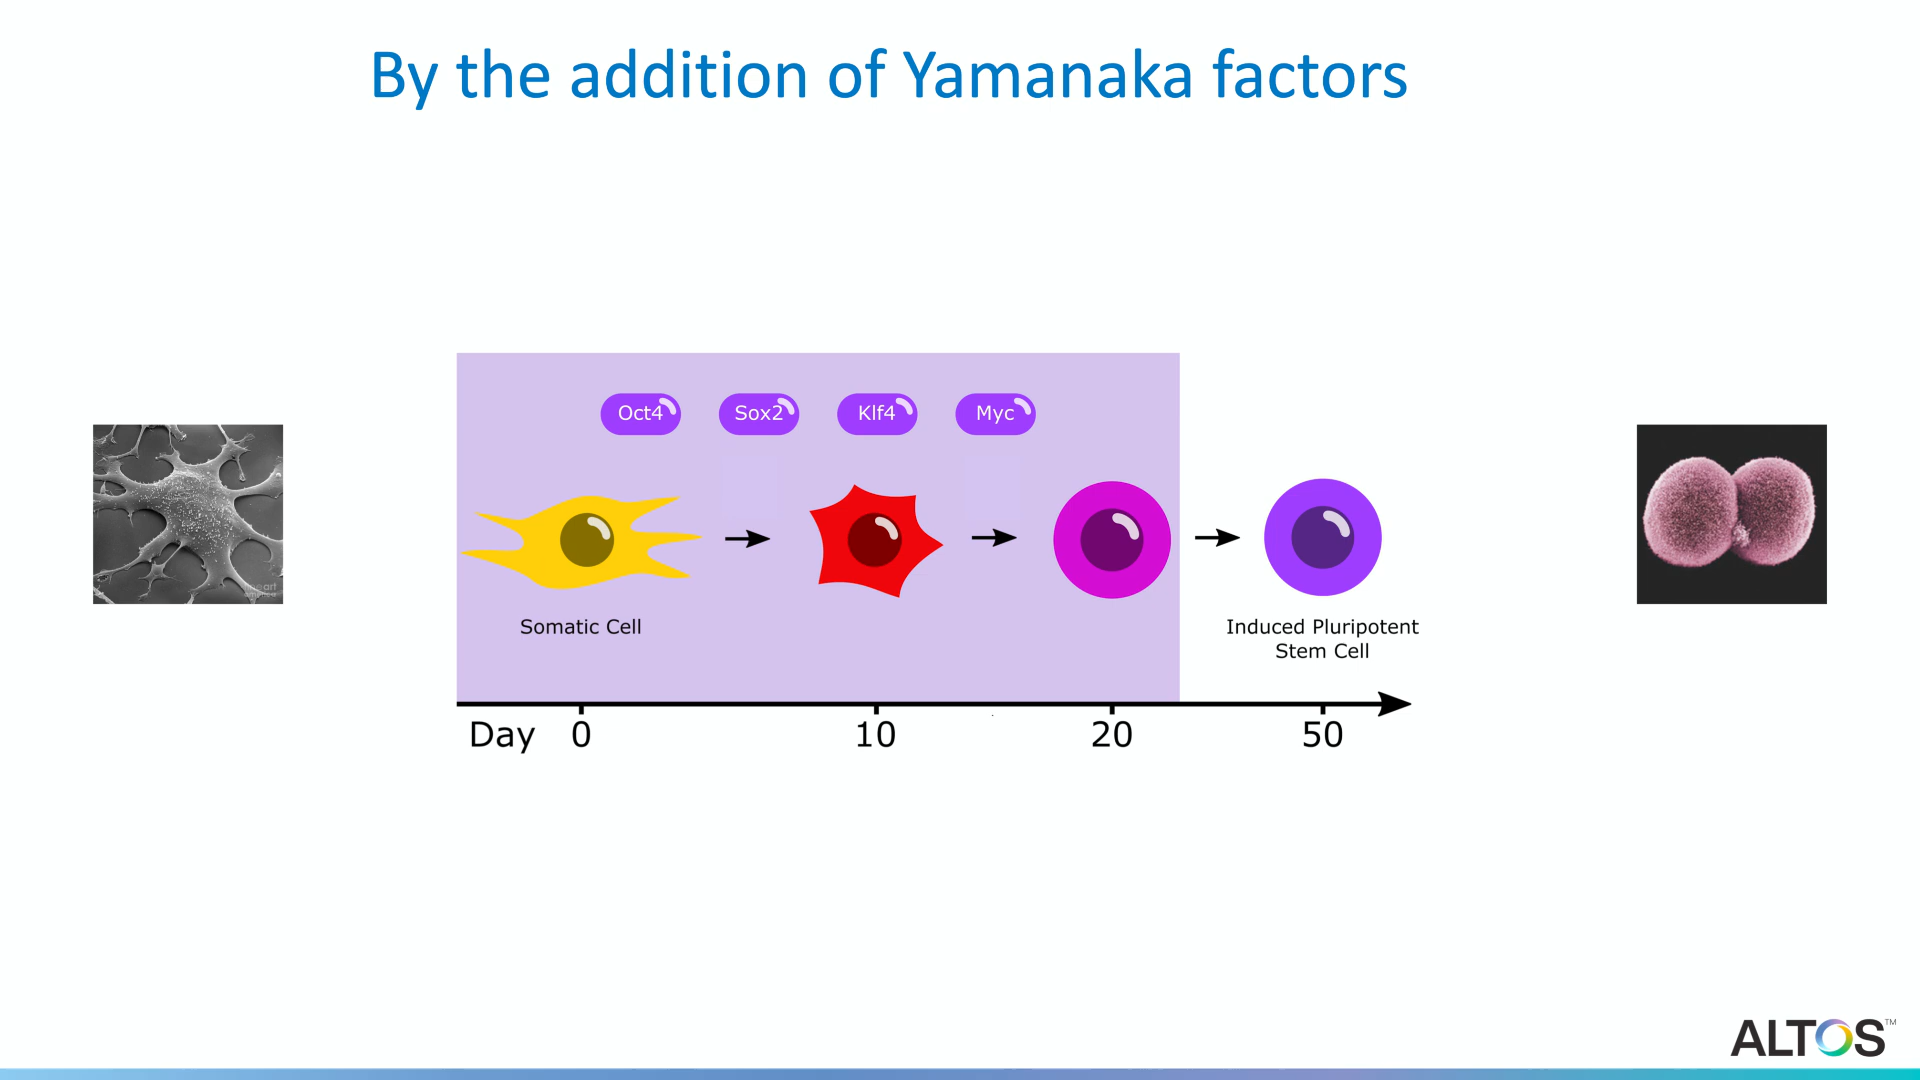 By the addition of Yamanaka factors
Oct4 Sox2 Klf4 Myc
Somatic Cell
Induced Pluripotent
Stem Cell
Day 0 10 20 50
ALTOS™